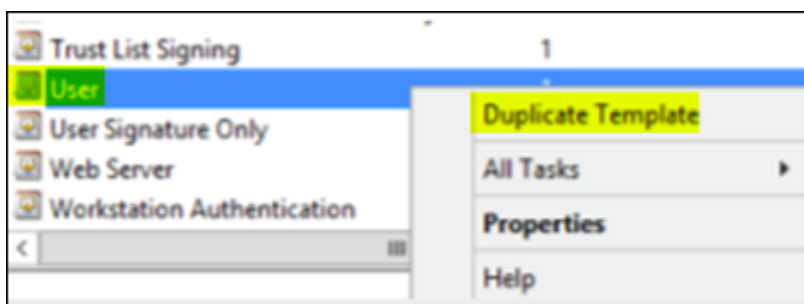 Trust List Signing 1
User
Duplicate Template
User Signature Only
All Tasks
Web Server
Workstation Authentication
Properties
Help